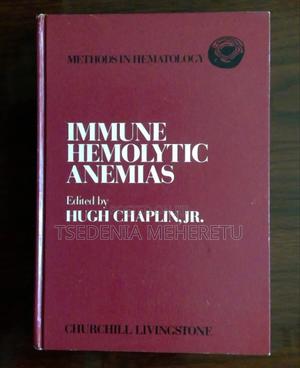 METHODS IN HEMATOLOGY
IMMUNE
HEMOLYTIC
ANEMIAS
Edited by
HUGH CHAPLIN, JR.
TSEDENIA MEHERETU
CHURCHILL LIVINGSTONE